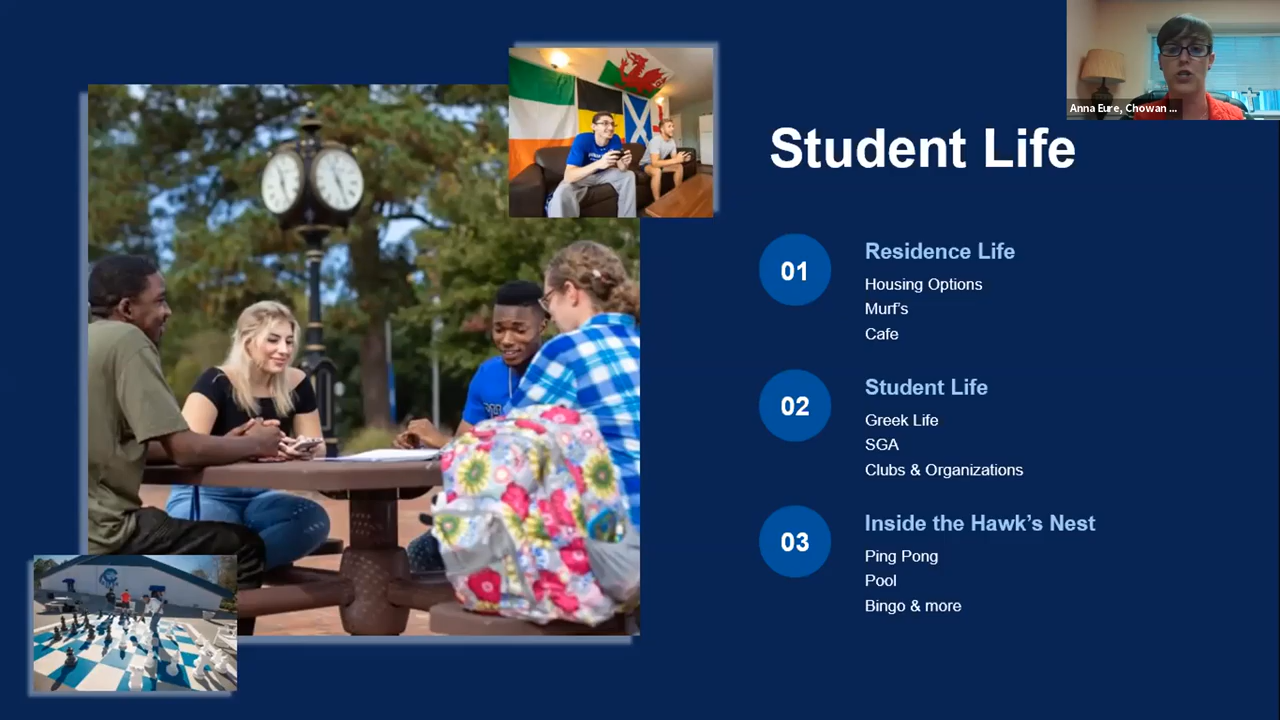 Anna Eure, Chowan ...
Student Life
01
Residence Life
Housing Options
Murf's
Cafe
02
Student Life
Greek Life
SGA
Clubs & Organizations
03
Inside the Hawk's Nest
Ping Pong
Pool
Bingo & more